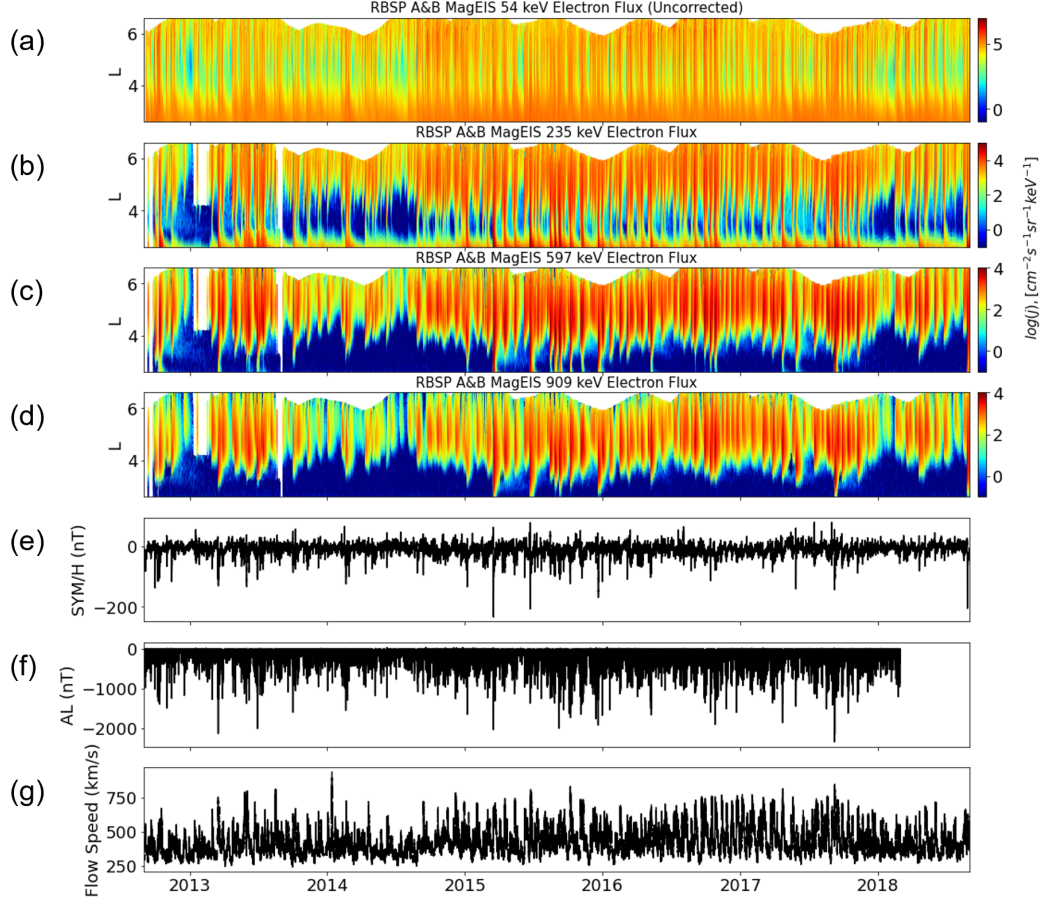 RBSP A&B MagEIS 54 keV Electron Flux (Uncorrected)
(a)
L
6
4
5
0
RBSP A&B MagEIS 235 keV Electron Flux
(b)
6
4
4
2
0
RBSP A&B MagEIS 597 keV Electron Flux
(c)
L
6
4
4
2
0
RBSP A&B MagEIS 909 keV Electron Flux
(d)
L
6
4
4
2
0
log(j), [cm⁻²s⁻¹sr⁻¹keV⁻¹]
(e)
SYM/H (nT)
0
−200
(f)
AL (nT)
0
−1000
−2000
(g)
Flow Speed (km/s)
750
500
250
2013 2014 2015 2016 2017 2018